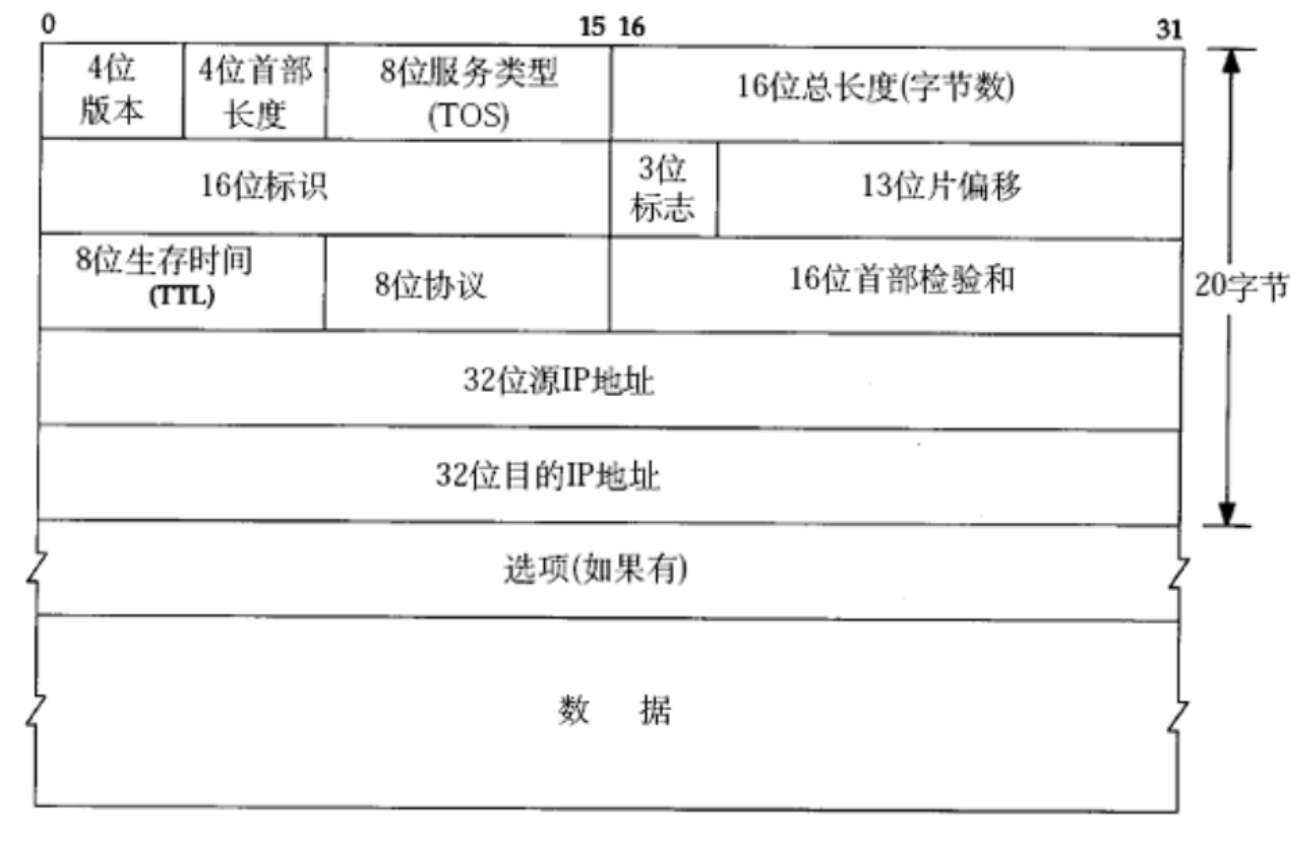 0 15 16 31
4位
版本
4位首部
长度
8位服务类型
(TOS)
16位总长度(字节数)
16位标识
3位
标志
13位片偏移
8位生存时间
(TTL)
8位协议
16位首部检验和
20字节
32位源IP地址
32位目的IP地址
选项(如果有)
数 据